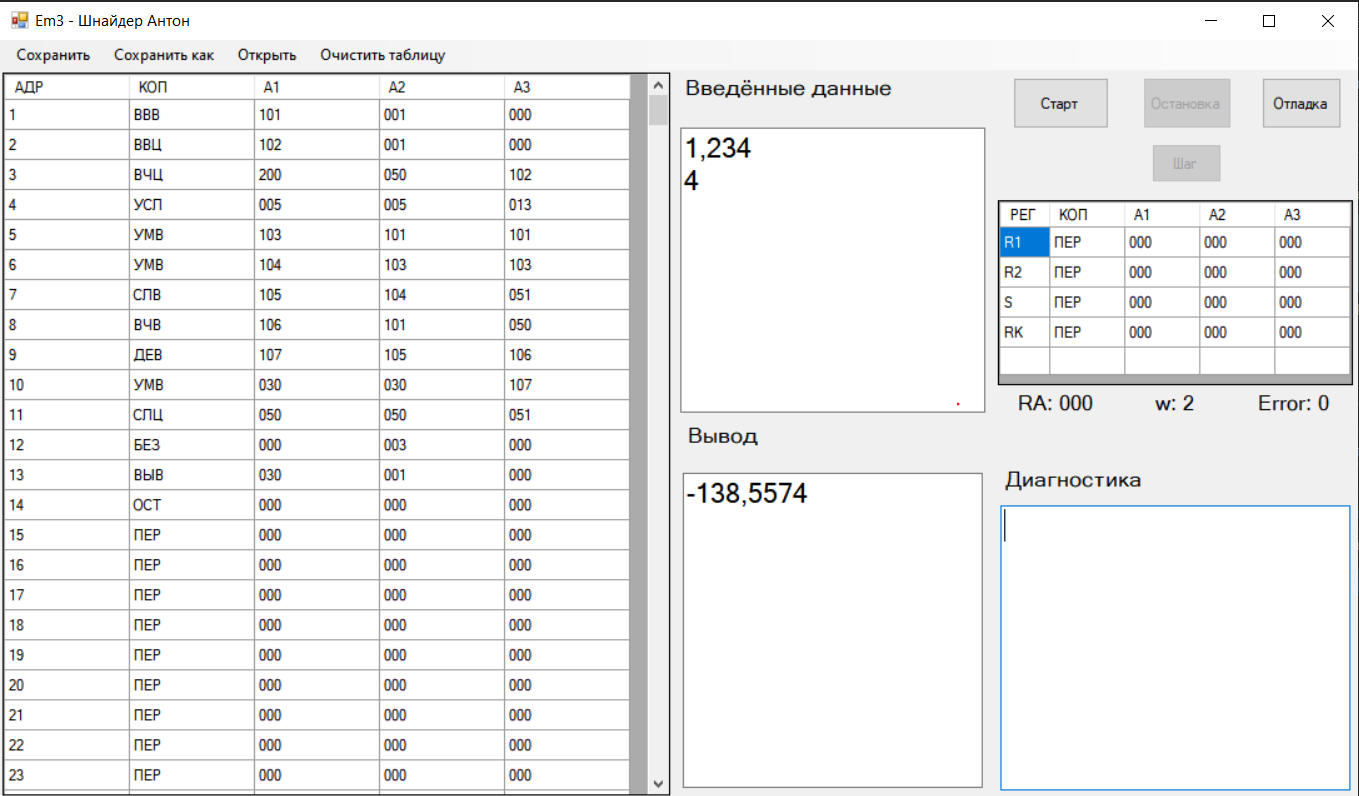 Em3 - Шнайдер Антон
Сохранить Сохранить как Открыть Очистить таблицу
АДР КОП А1 А2 А3
1 ВВВ 101 001 000
2 ВВЦ 102 001 000
3 ВЧЦ 200 050 102
4 УСЛ 005 005 013
5 УМВ 103 101 101
6 УМВ 104 103 103
7 СЛВ 105 104 051
8 ВЧВ 106 101 050
9 ДЕВ 107 105 106
10 УМВ 030 030 107
11 СЛЦ 050 050 051
12 БЕЗ 000 003 000
13 ВЫВ 030 001 000
14 ОСТ 000 000 000
15 ПЕР 000 000 000
16 ПЕР 000 000 000
17 ПЕР 000 000 000
18 ПЕР 000 000 000
19 ПЕР 000 000 000
20 ПЕР 000 000 000
21 ПЕР 000 000 000
22 ПЕР 000 000 000
23 ПЕР 000 000 000
Введённые данные
1,234
4
Вывод
-138,5574
Старт Остановка Отладка
Шаг
РЕГ КОП А1 А2 А3
R1 ПЕР 000 000 000
R2 ПЕР 000 000 000
S ПЕР 000 000 000
RK ПЕР 000 000 000
RA: 000 w: 2 Error: 0
Диагностика